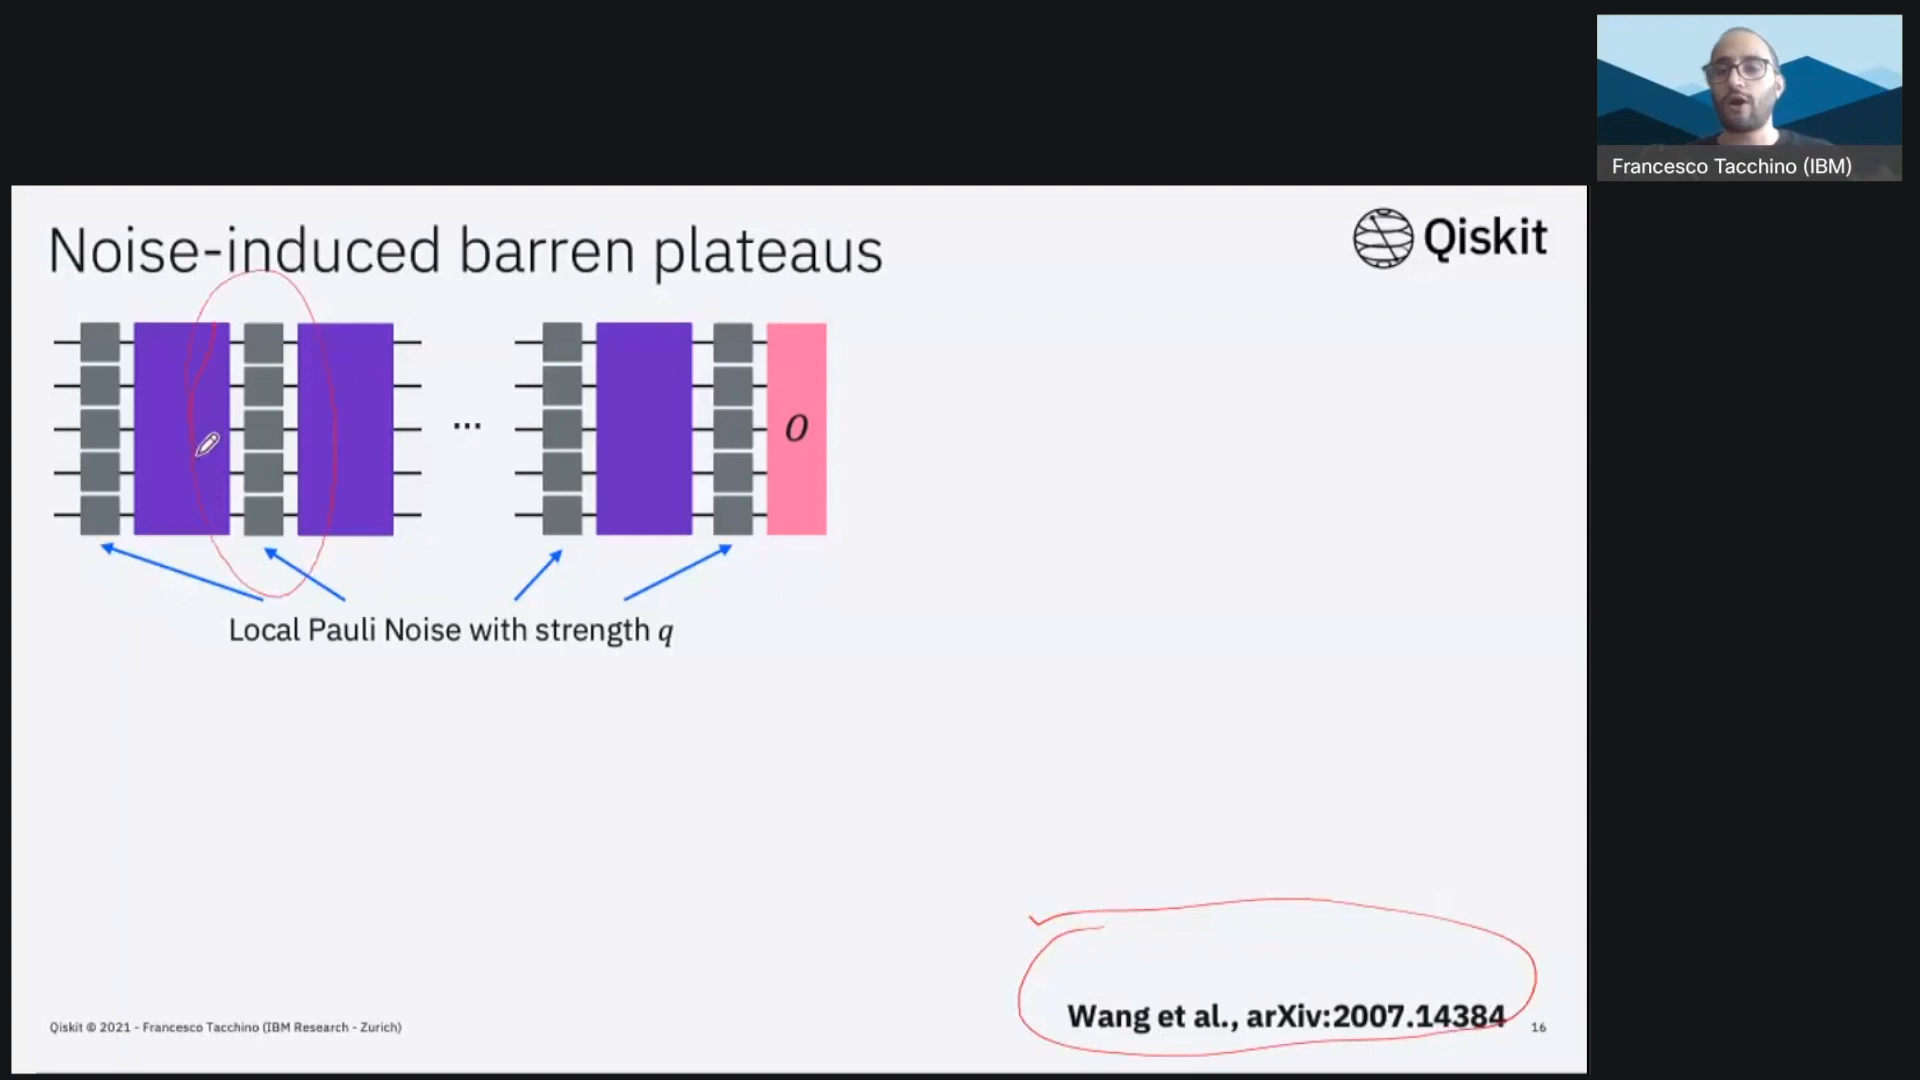 Francesco Tacchino (IBM)
Noise-induced barren plateaus
Qiskit
...
O
Local Pauli Noise with strength q
Wang et al., arXiv:2007.14384
Qiskit © 2021 - Francesco Tacchino (IBM Research - Zurich)
16